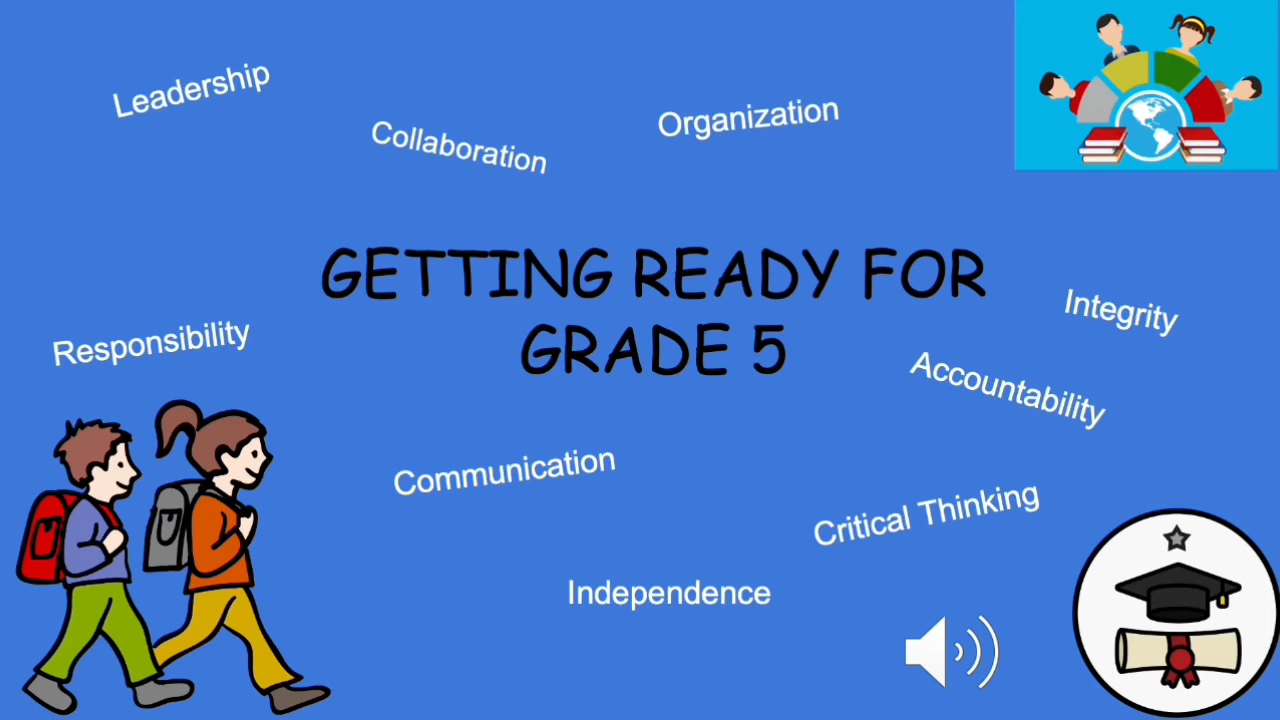 Leadership
Collaboration
Organization
GETTING READY FOR
GRADE 5
Integrity
Responsibility
Accountability
Communication
Critical Thinking
Independence